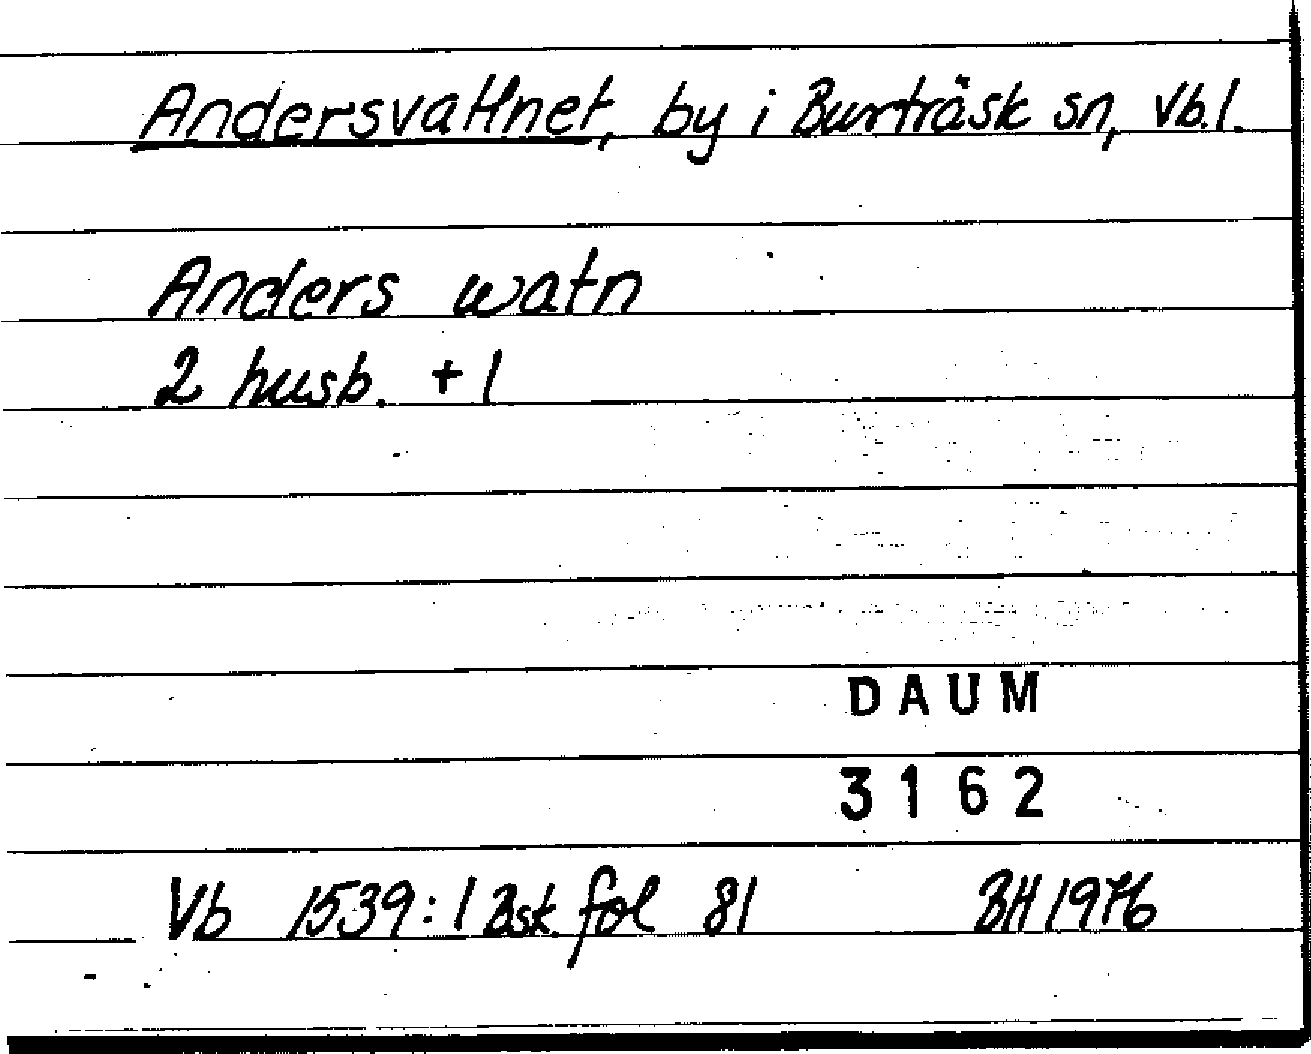 Andersvattnet, by i Burträsk sn, Vb.l.
Anders watn
2 husb. + 1
DAUM
3162
Vb 1539:1 Bsk. fol 81 BH 1976